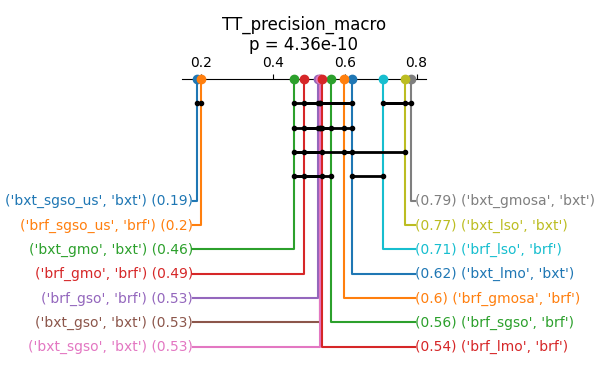 TT_precision_macro
p = 4.36e-10
0.2 0.4 0.6 0.8
('bxt_sgso_us', 'bxt') (0.19) (0.79) ('bxt_gmosa', 'bxt')
('brf_sgso_us', 'brf') (0.2) (0.77) ('bxt_lso', 'bxt')
('bxt_gmo', 'bxt') (0.46) (0.71) ('brf_lso', 'brf')
('brf_gmo', 'brf') (0.49) (0.62) ('bxt_lmo', 'bxt')
('brf_gso', 'brf') (0.53) (0.6) ('brf_gmosa', 'brf')
('bxt_gso', 'bxt') (0.53) (0.56) ('brf_sgso', 'brf')
('bxt_sgso', 'bxt') (0.53) (0.54) ('brf_lmo', 'brf')